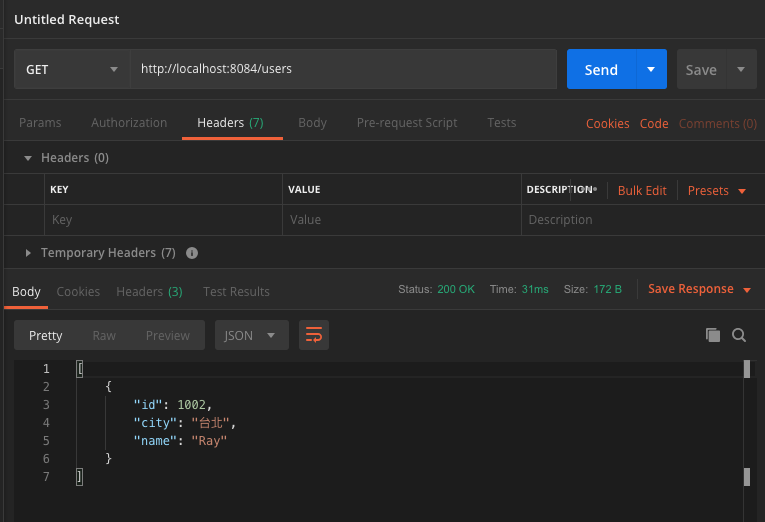 Untitled Request
GET http://localhost:8084/users Send Save
Params Authorization Headers (7) Body Pre-request Script Tests Cookies Code Comments (0)
Headers (0)
KEY VALUE DESCRIPTION Bulk Edit Presets
Key Value Description
Temporary Headers (7)
Body Cookies Headers (3) Test Results Status: 200 OK Time: 31ms Size: 172 B Save Response
Pretty Raw Preview JSON
1 [
2 {
3 "id": 1002,
4 "city": "台北",
5 "name": "Ray"
6 }
7 ]